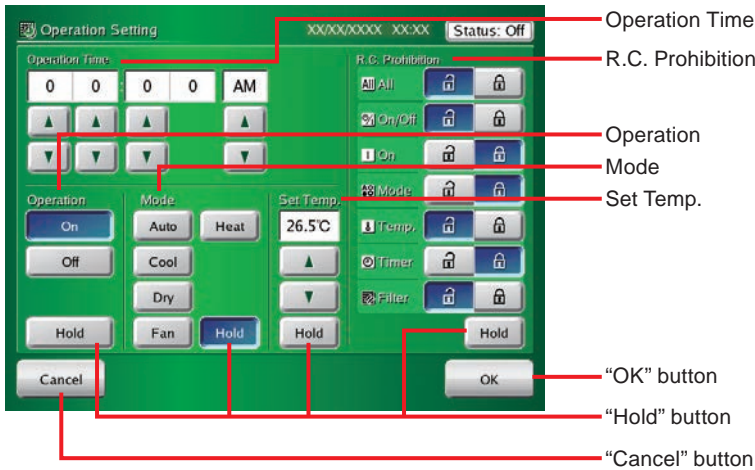 Operation Setting XX/XX/XXXX XX:XX Status: Off
Operation Time
0 0 : 0 0 AM
R.C. Prohibition
All All
On/Off
On
Mode
Temp.
Timer
Filter
Operation
On
Off
Hold
Mode
Auto Heat
Cool
Dry
Fan Hold
Set Temp.
26.5℃
Hold
Hold
Cancel
OK
Operation Time
R.C. Prohibition
Operation
Mode
Set Temp.
“OK” button
“Hold” button
“Cancel” button